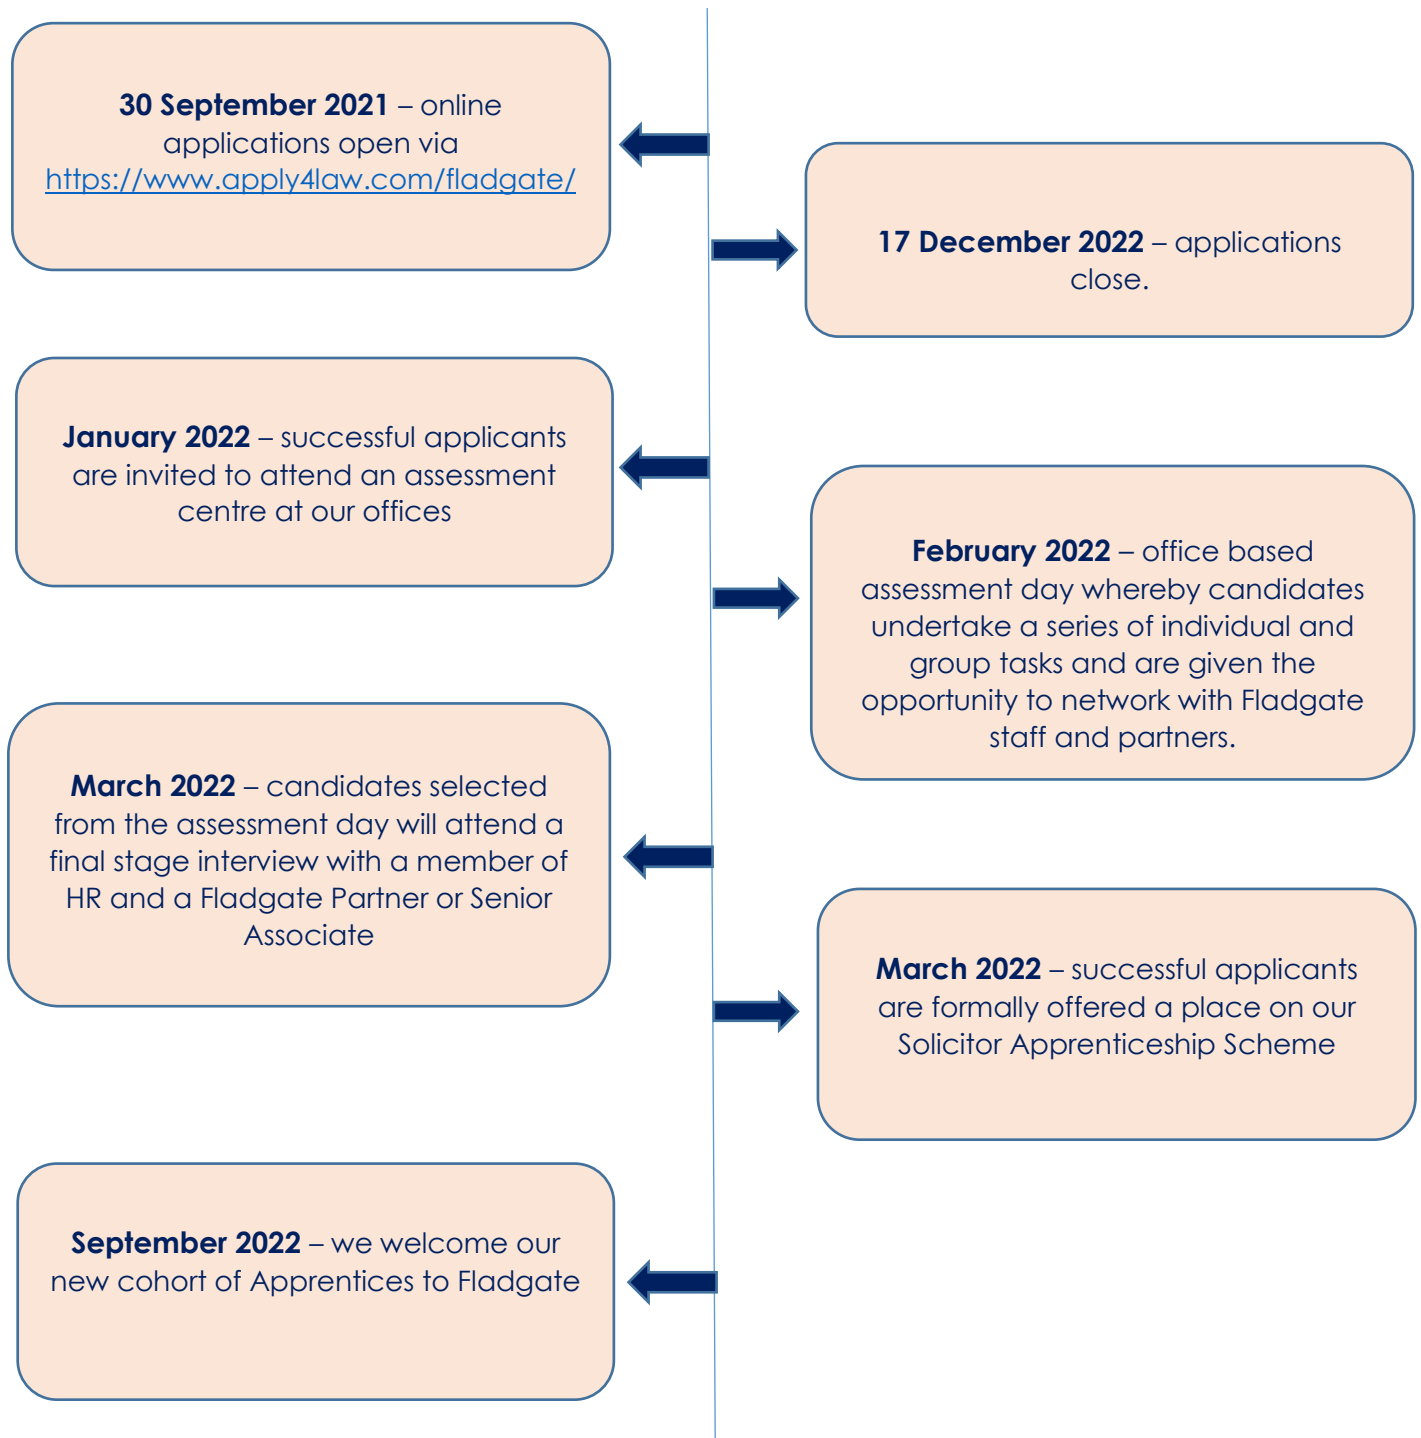 30 September 2021 – online
applications open via
https://www.apply4law.com/fladgate/
17 December 2022 – applications
close.
January 2022 – successful applicants
are invited to attend an assessment
centre at our offices
February 2022 – office based
assessment day whereby candidates
undertake a series of individual and
group tasks and are given the
opportunity to network with Fladgate
staff and partners.
March 2022 – candidates selected
from the assessment day will attend a
final stage interview with a member of
HR and a Fladgate Partner or Senior
Associate
March 2022 – successful applicants
are formally offered a place on our
Solicitor Apprenticeship Scheme
September 2022 – we welcome our
new cohort of Apprentices to Fladgate